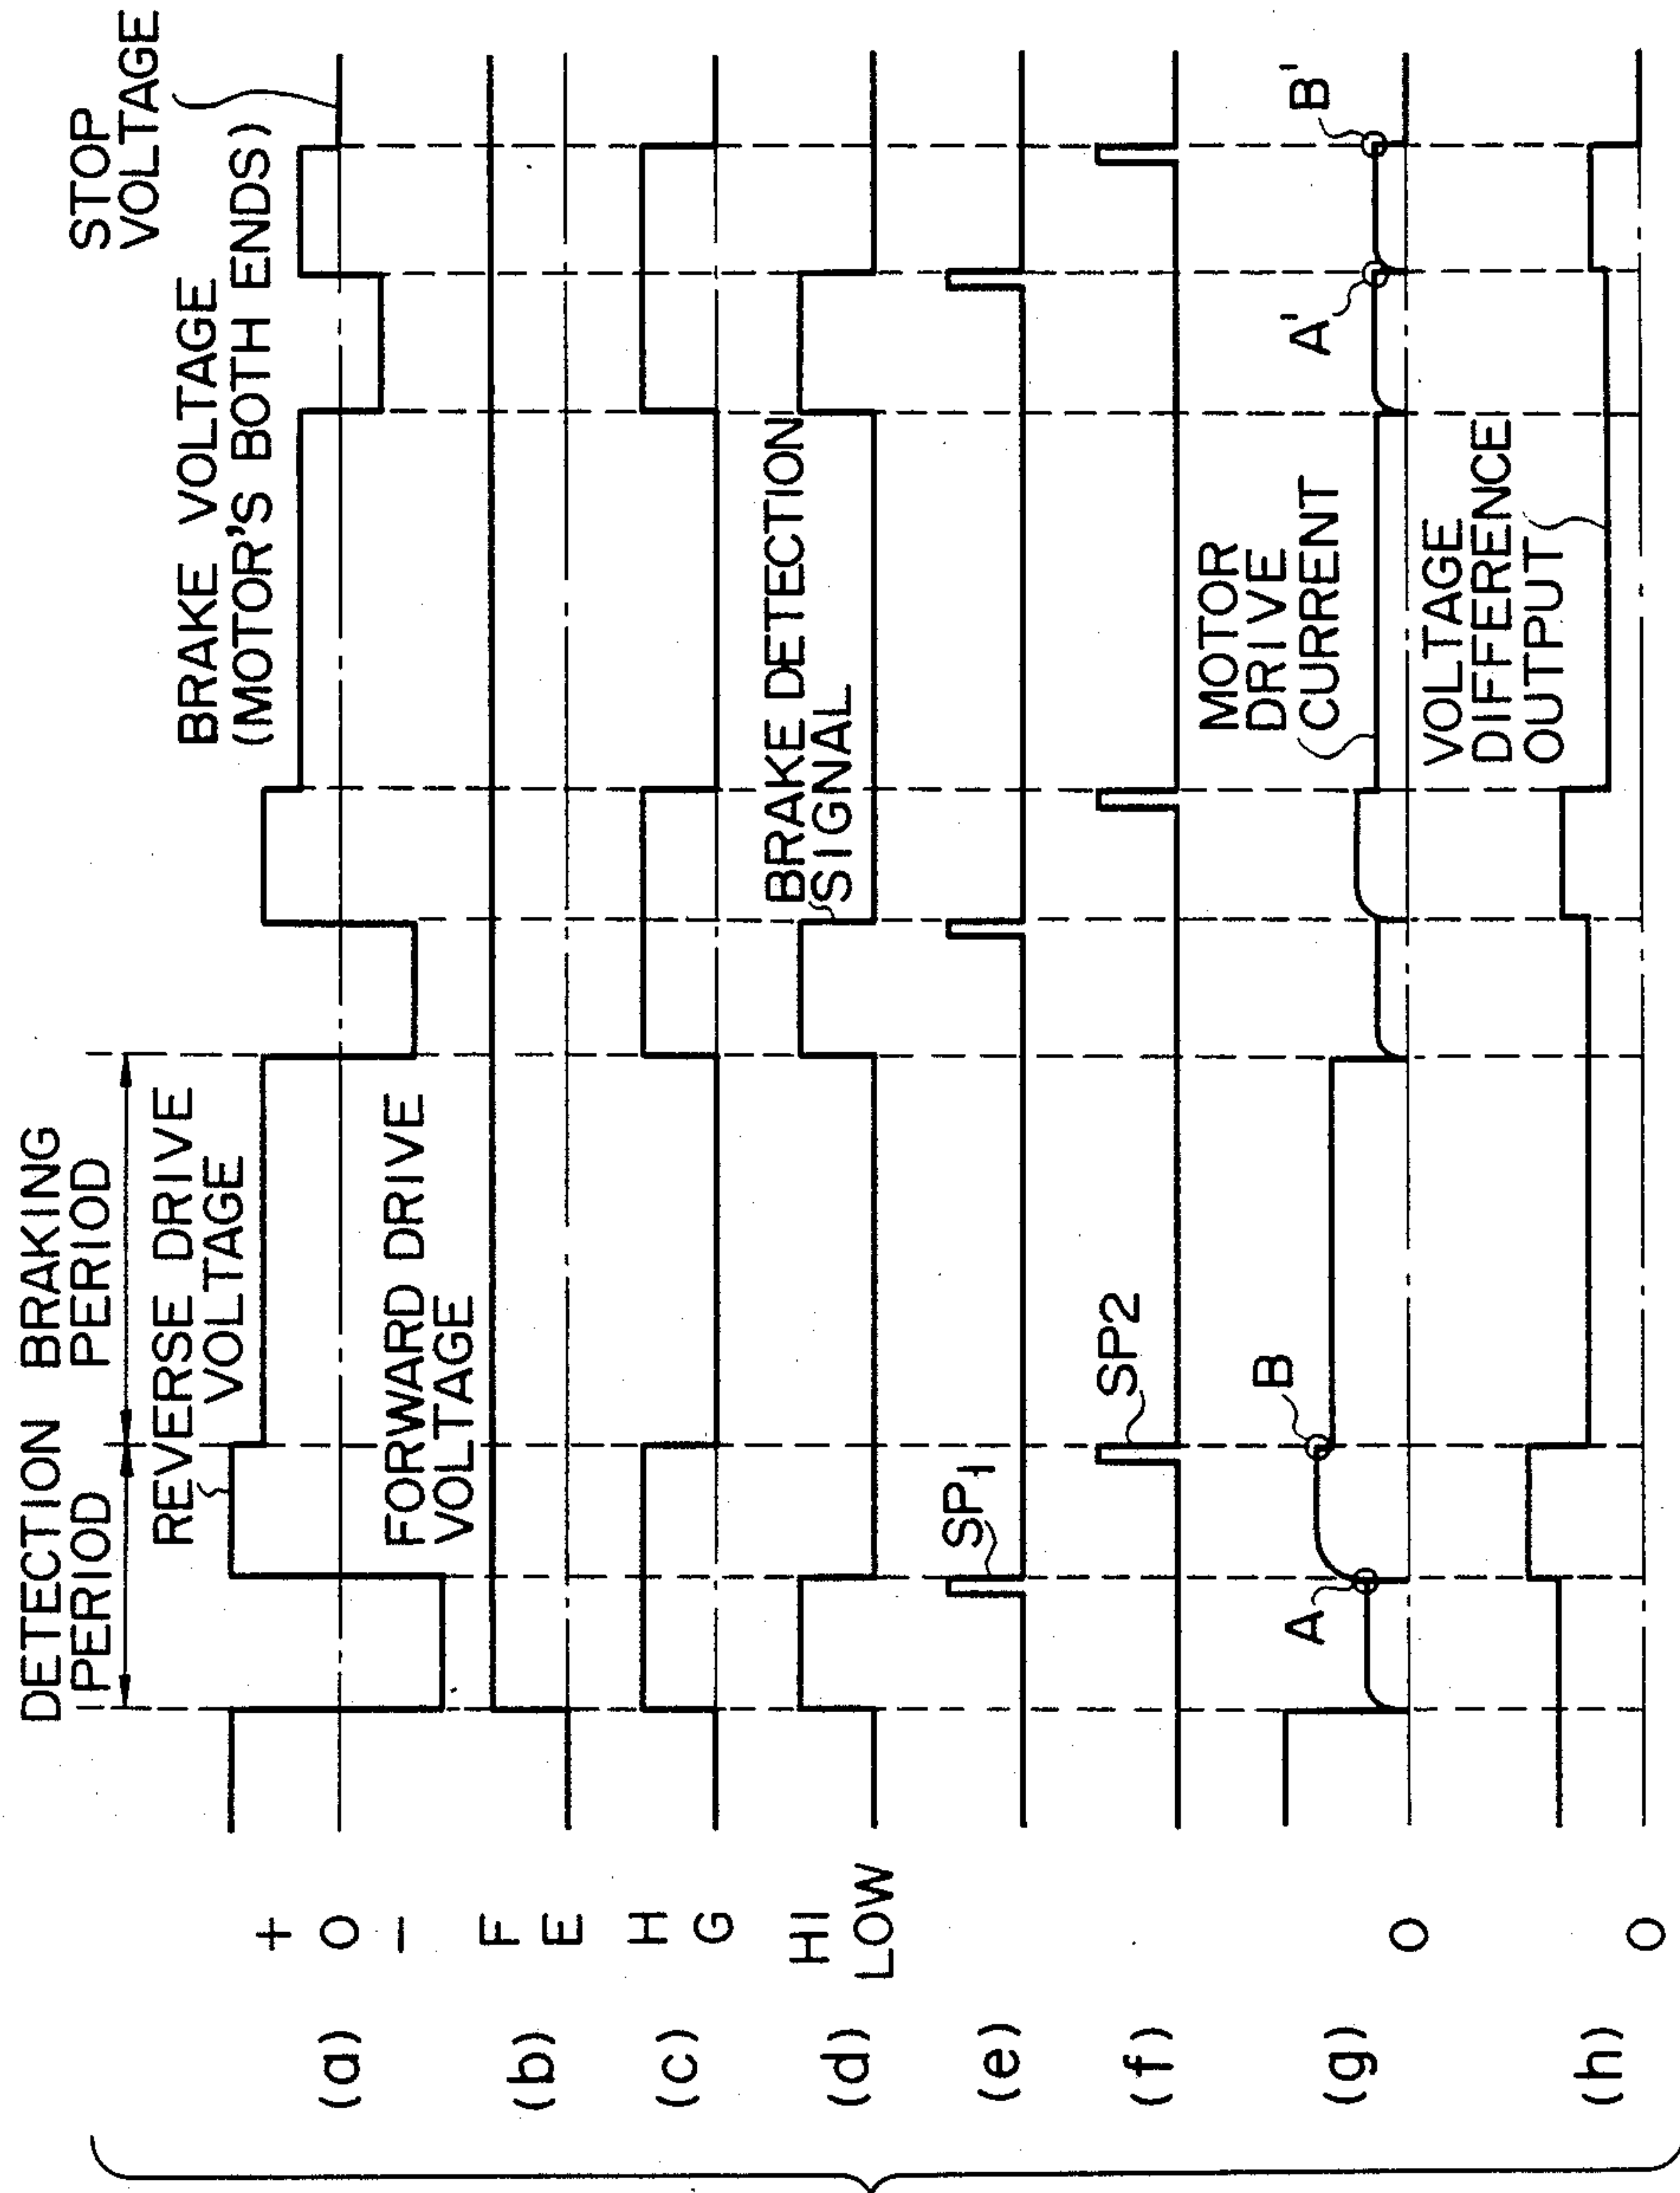 DETECTION
PERIOD
BRAKING
PERIOD
STOP
VOLTAGE
(a)
+
0
−
REVERSE DRIVE
VOLTAGE
FORWARD DRIVE
VOLTAGE
BRAKE VOLTAGE
(MOTOR'S BOTH ENDS)
(b)
F
E
(c)
H
G
(d)
HI
LOW
BRAKE DETECTION
SIGNAL
(e)
SP1
(f)
SP2
(g)
0
A
B
MOTOR
DRIVE
CURRENT
A'
B'
(h)
0
VOLTAGE
DIFFERENCE
OUTPUT